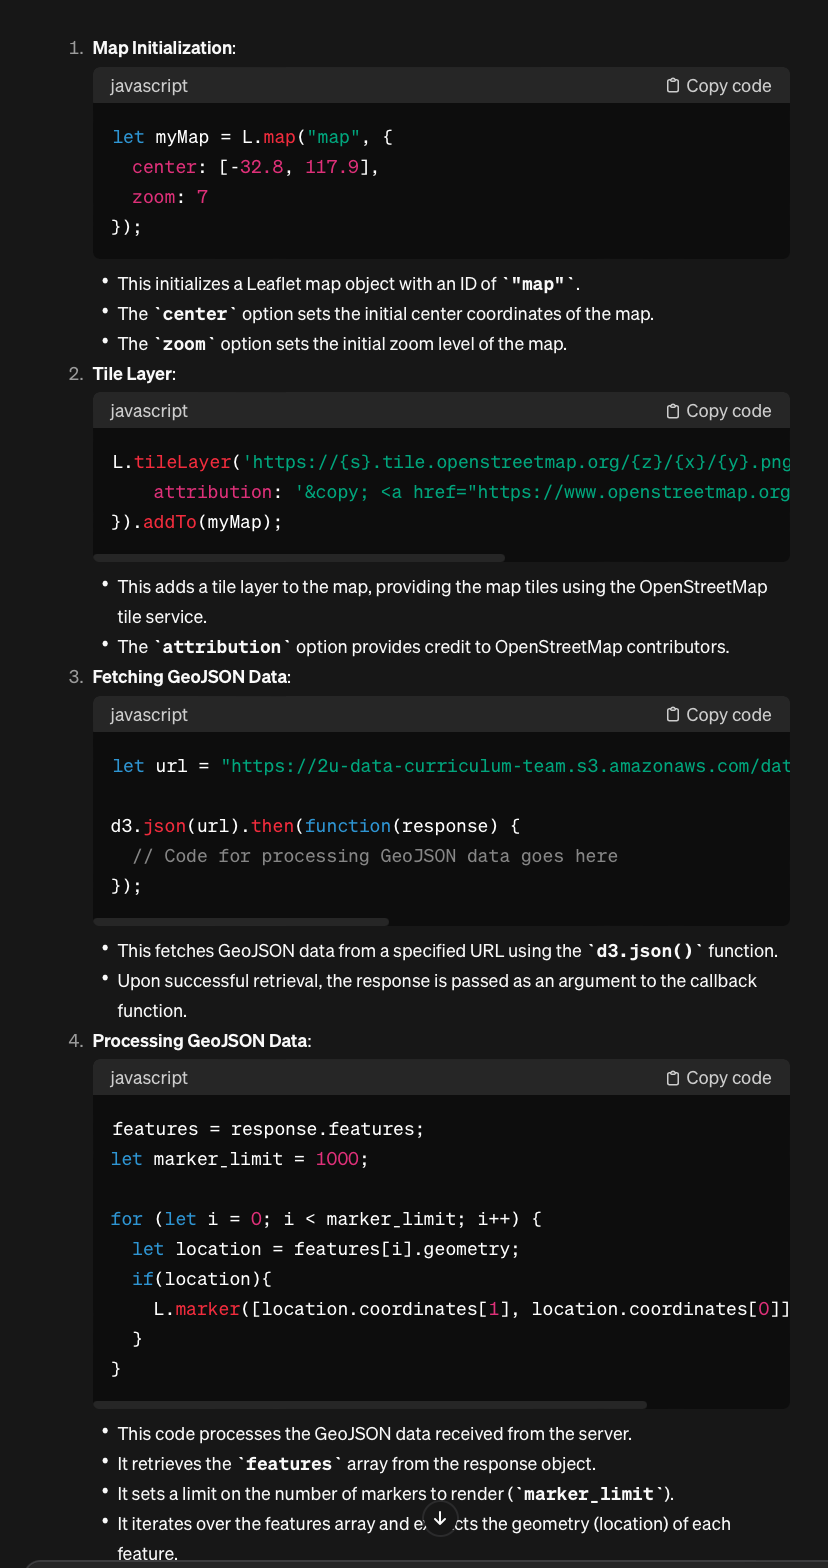 1. Map Initialization:
javascript Copy code
let myMap = L.map("map", {
  center: [-32.8, 117.9],
  zoom: 7
});
• This initializes a Leaflet map object with an ID of `"map"`.
• The `center` option sets the initial center coordinates of the map.
• The `zoom` option sets the initial zoom level of the map.
2. Tile Layer:
javascript Copy code
L.tileLayer('https://{s}.tile.openstreetmap.org/{z}/{x}/{y}.png
    attribution: '&copy; <a href="https://www.openstreetmap.org
}).addTo(myMap);
• This adds a tile layer to the map, providing the map tiles using the OpenStreetMap
tile service.
• The `attribution` option provides credit to OpenStreetMap contributors.
3. Fetching GeoJSON Data:
javascript Copy code
let url = "https://2u-data-curriculum-team.s3.amazonaws.com/dat
d3.json(url).then(function(response) {
  // Code for processing GeoJSON data goes here
});
• This fetches GeoJSON data from a specified URL using the `d3.json()` function.
• Upon successful retrieval, the response is passed as an argument to the callback
function.
4. Processing GeoJSON Data:
javascript Copy code
features = response.features;
let marker_limit = 1000;
for (let i = 0; i < marker_limit; i++) {
  let location = features[i].geometry;
  if(location){
    L.marker([location.coordinates[1], location.coordinates[0]]
  }
}
• This code processes the GeoJSON data received from the server.
• It retrieves the `features` array from the response object.
• It sets a limit on the number of markers to render (`marker_limit`).
• It iterates over the features array and cts the geometry (location) of each
feature.